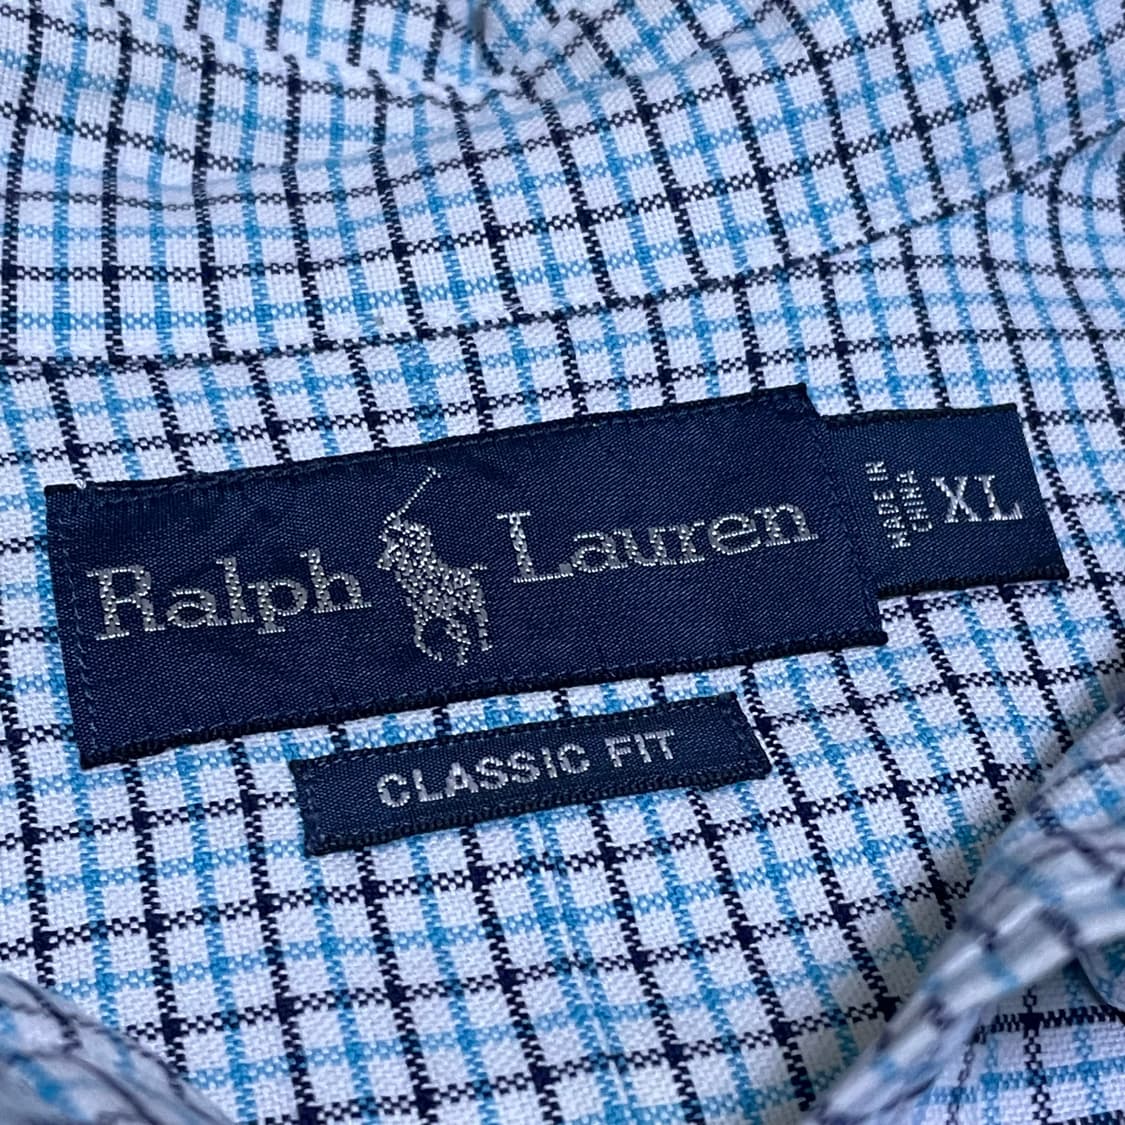 Ralph Lauren
MADE IN
CHINA
XL
CLASSIC FIT